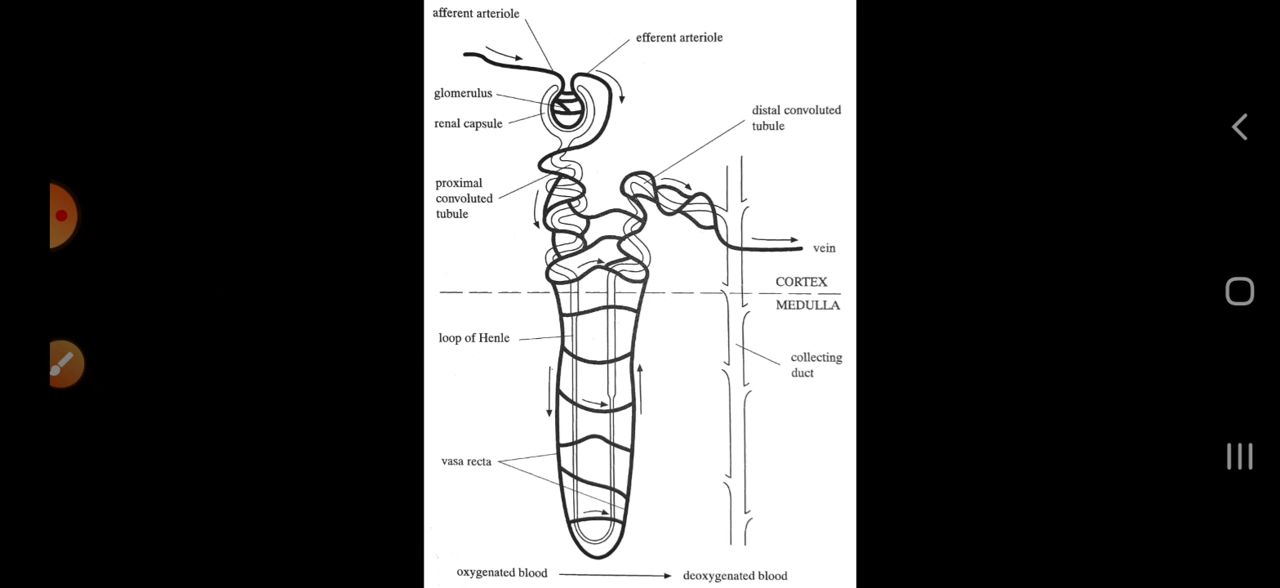 afferent arteriole
efferent arteriole
glomerulus
renal capsule
distal convoluted
tubule
proximal
convoluted
tubule
vein
CORTEX
MEDULLA
loop of Henle
collecting
duct
vasa recta
oxygenated blood
deoxygenated blood